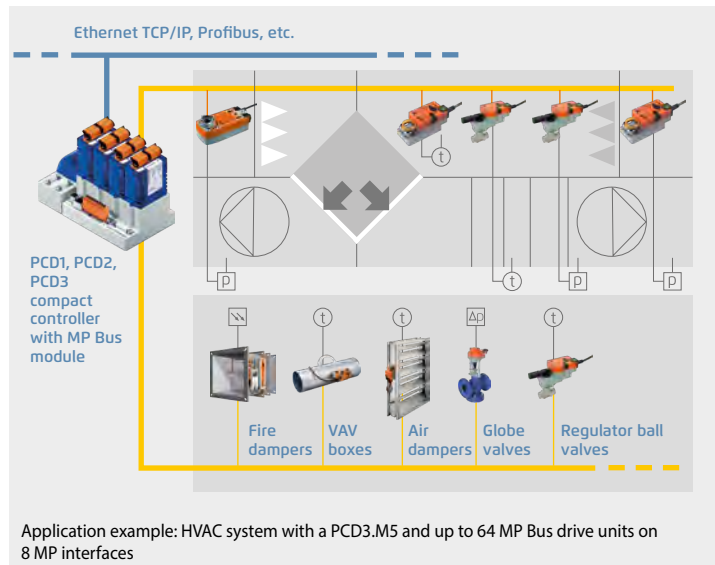 Ethernet TCP/IP, Profibus, etc.
t
p
t
p
p
PCD1, PCD2,
PCD3
compact
controller
with MP Bus
module
t
t
Δp
t
Fire
dampers
VAV
boxes
Air
dampers
Globe
valves
Regulator ball
valves
Application example: HVAC system with a PCD3.M5 and up to 64 MP Bus drive units on
8 MP interfaces